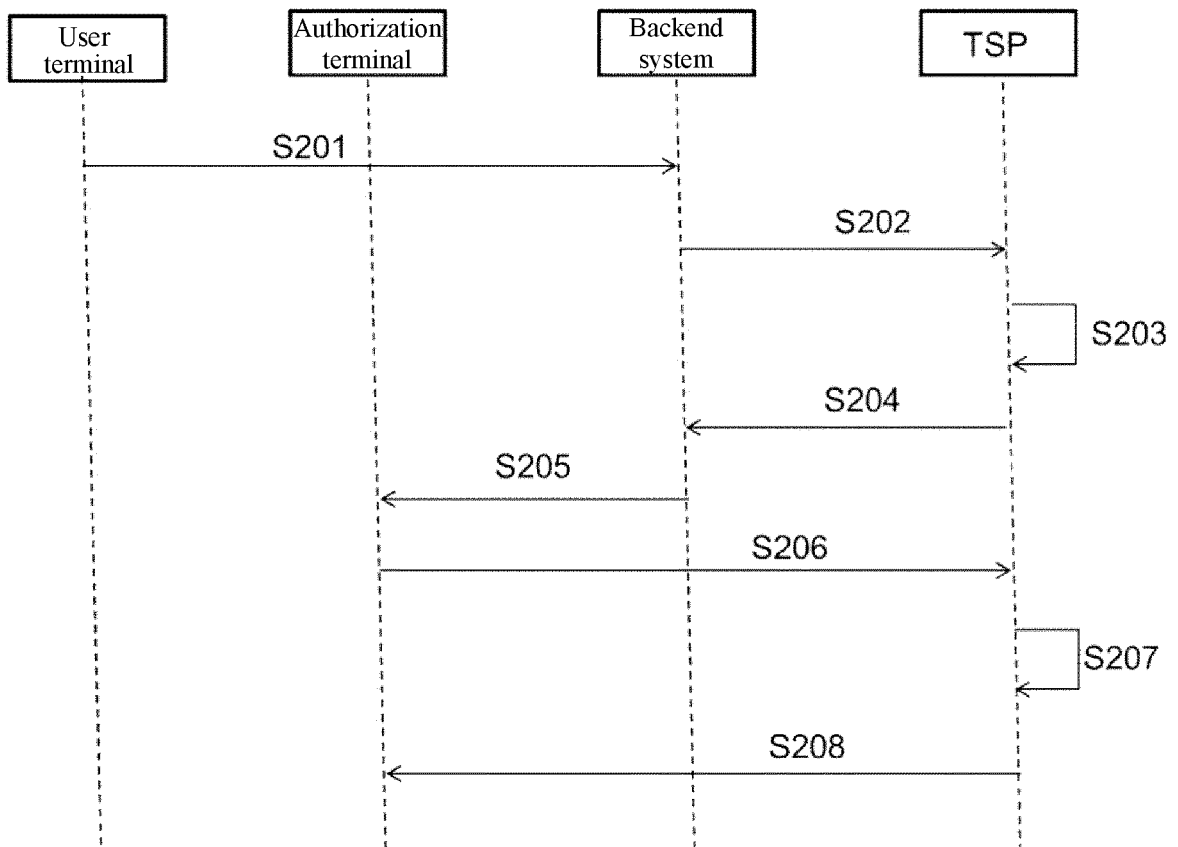 User
terminal
Authorization
terminal
Backend
system
TSP
S201
S202
S203
S204
S205
S206
S207
S208